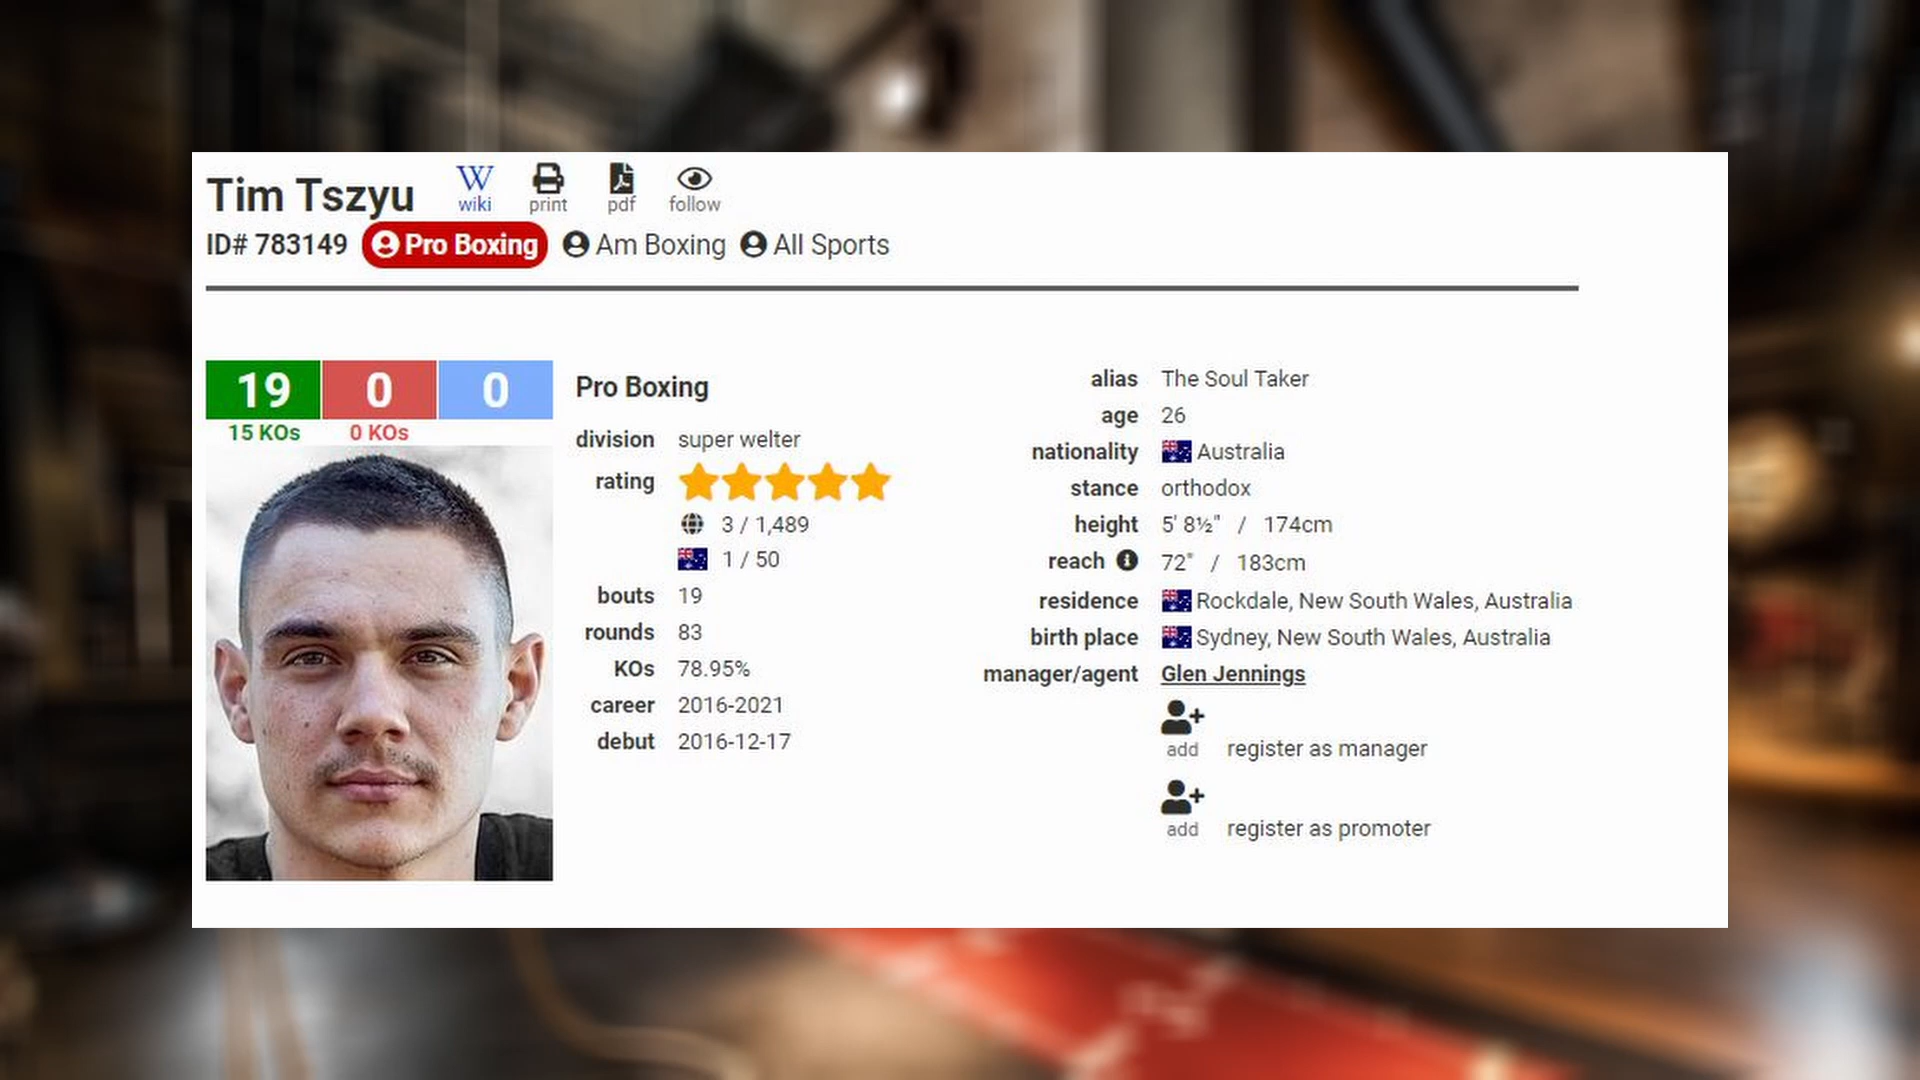 Tim Tszyu
wiki
print
pdf
follow
ID# 783149 Pro Boxing Am Boxing All Sports
19 0 0
15 KOs 0 KOs
Pro Boxing
division super welter
rating
3 / 1,489
1 / 50
bouts 19
rounds 83
KOs 78.95%
career 2016-2021
debut 2016-12-17
alias The Soul Taker
age 26
nationality Australia
stance orthodox
height 5' 8½" / 174cm
reach 72" / 183cm
residence Rockdale, New South Wales, Australia
birth place Sydney, New South Wales, Australia
manager/agent Glen Jennings
add register as manager
add register as promoter